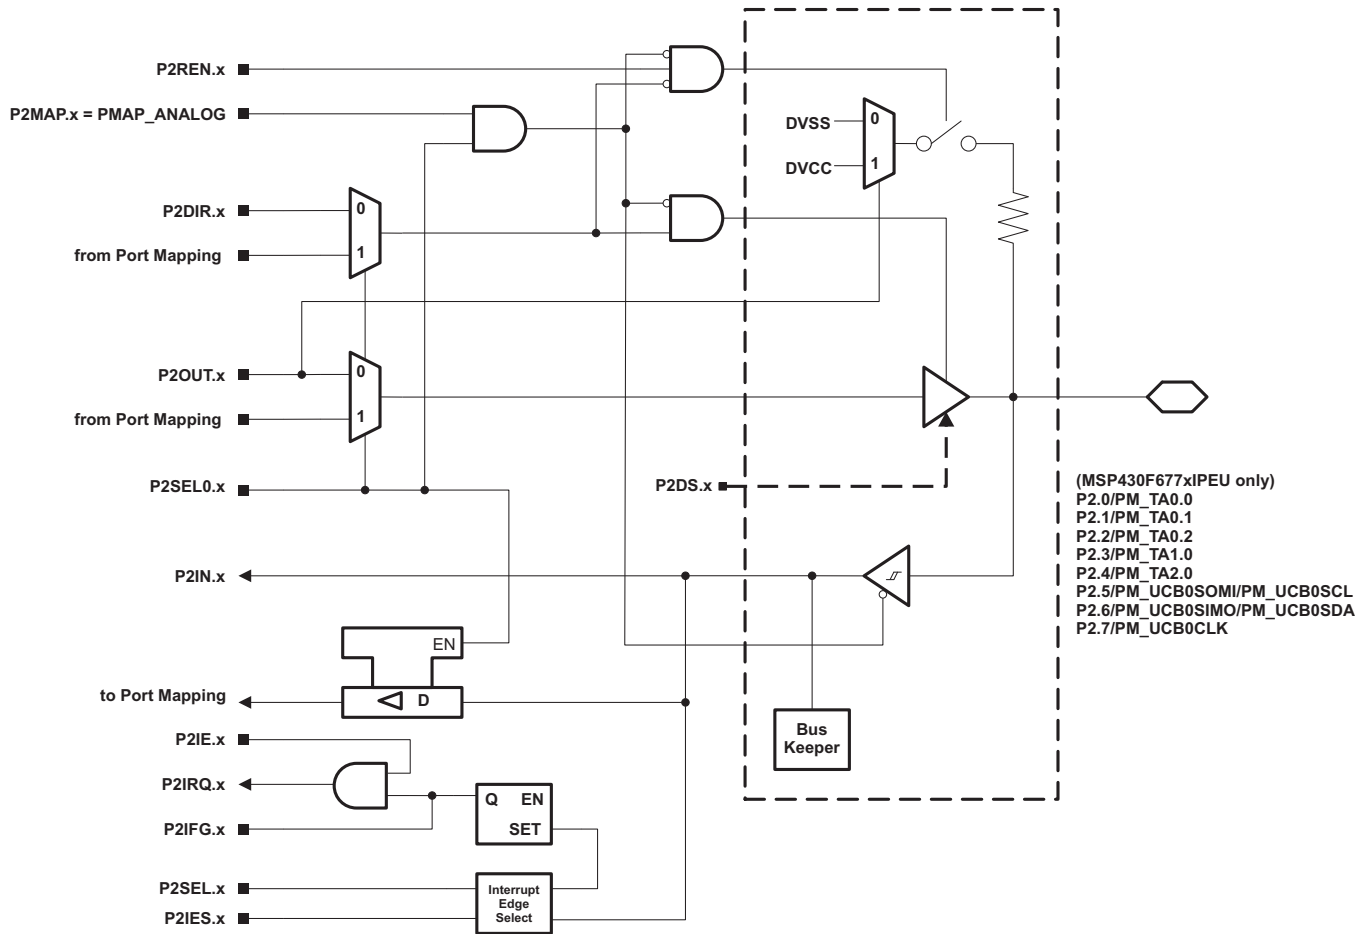 P2REN.x
P2MAP.x = PMAP_ANALOG
DVSS
0
DVCC
1
P2DIR.x
0
from Port Mapping
1
P2OUT.x
0
from Port Mapping
1
P2SEL0.x
P2DS.x
(MSP430F677xIPEU only)
P2.0/PM_TA0.0
P2.1/PM_TA0.1
P2.2/PM_TA0.2
P2.3/PM_TA1.0
P2.4/PM_TA2.0
P2.5/PM_UCB0SOMI/PM_UCB0SCL
P2.6/PM_UCB0SIMO/PM_UCB0SDA
P2.7/PM_UCB0CLK
P2IN.x
EN
to Port Mapping
D
Bus
Keeper
P2IE.x
P2IRQ.x
Q EN
SET
P2IFG.x
P2SEL.x
P2IES.x
Interrupt
Edge
Select